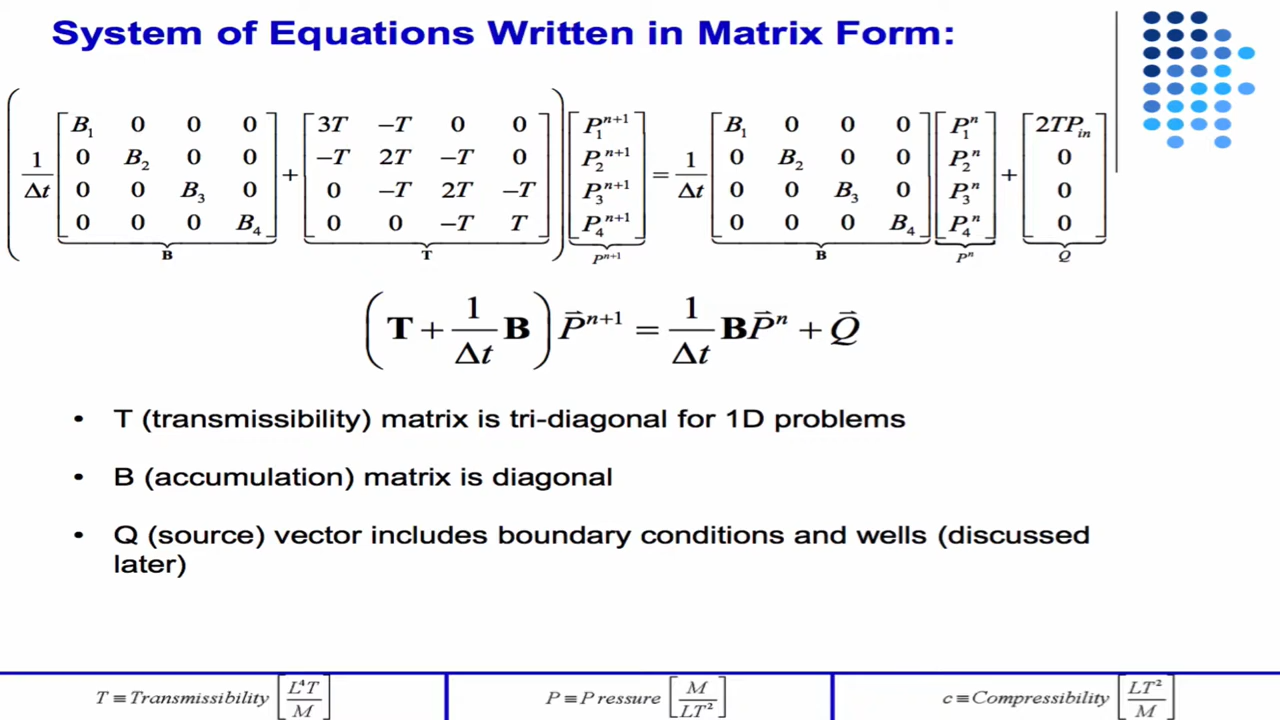 System of Equations Written in Matrix Form:
( 1/Δt [ B₁ 0 0 0 ; 0 B₂ 0 0 ; 0 0 B₃ 0 ; 0 0 0 B₄ ] + [ 3T −T 0 0 ; −T 2T −T 0 ; 0 −T 2T −T ; 0 0 −T T ] ) [ P₁ⁿ⁺¹ ; P₂ⁿ⁺¹ ; P₃ⁿ⁺¹ ; P₄ⁿ⁺¹ ] = 1/Δt [ B₁ 0 0 0 ; 0 B₂ 0 0 ; 0 0 B₃ 0 ; 0 0 0 B₄ ] [ P₁ⁿ ; P₂ⁿ ; P₃ⁿ ; P₄ⁿ ] + [ 2TPᵢₙ ; 0 ; 0 ; 0 ]
B T Pⁿ⁺¹ B Pⁿ Q
( T + 1/Δt B ) P⃗ⁿ⁺¹ = 1/Δt B P⃗ⁿ + Q⃗
• T (transmissibility) matrix is tri-diagonal for 1D problems
• B (accumulation) matrix is diagonal
• Q (source) vector includes boundary conditions and wells (discussed
later)
T ≡ Transmissibility [ L⁴T / M ]
P ≡ Pressure [ M / LT² ]
c ≡ Compressibility [ LT² / M ]